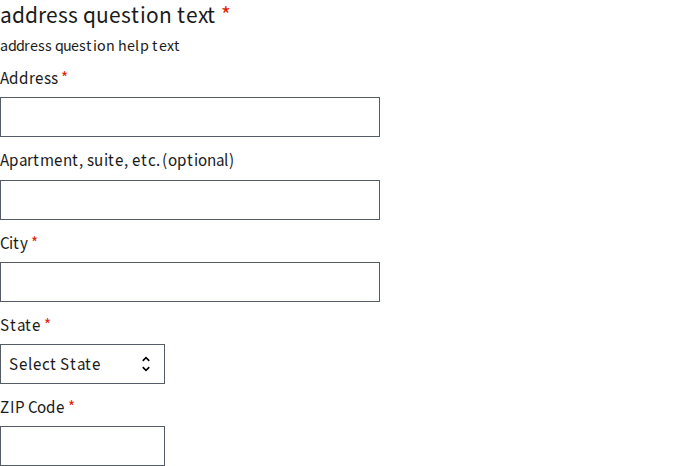 address question text *
address question help text
Address *
Apartment, suite, etc. (optional)
City *
State *
Select State
ZIP Code *